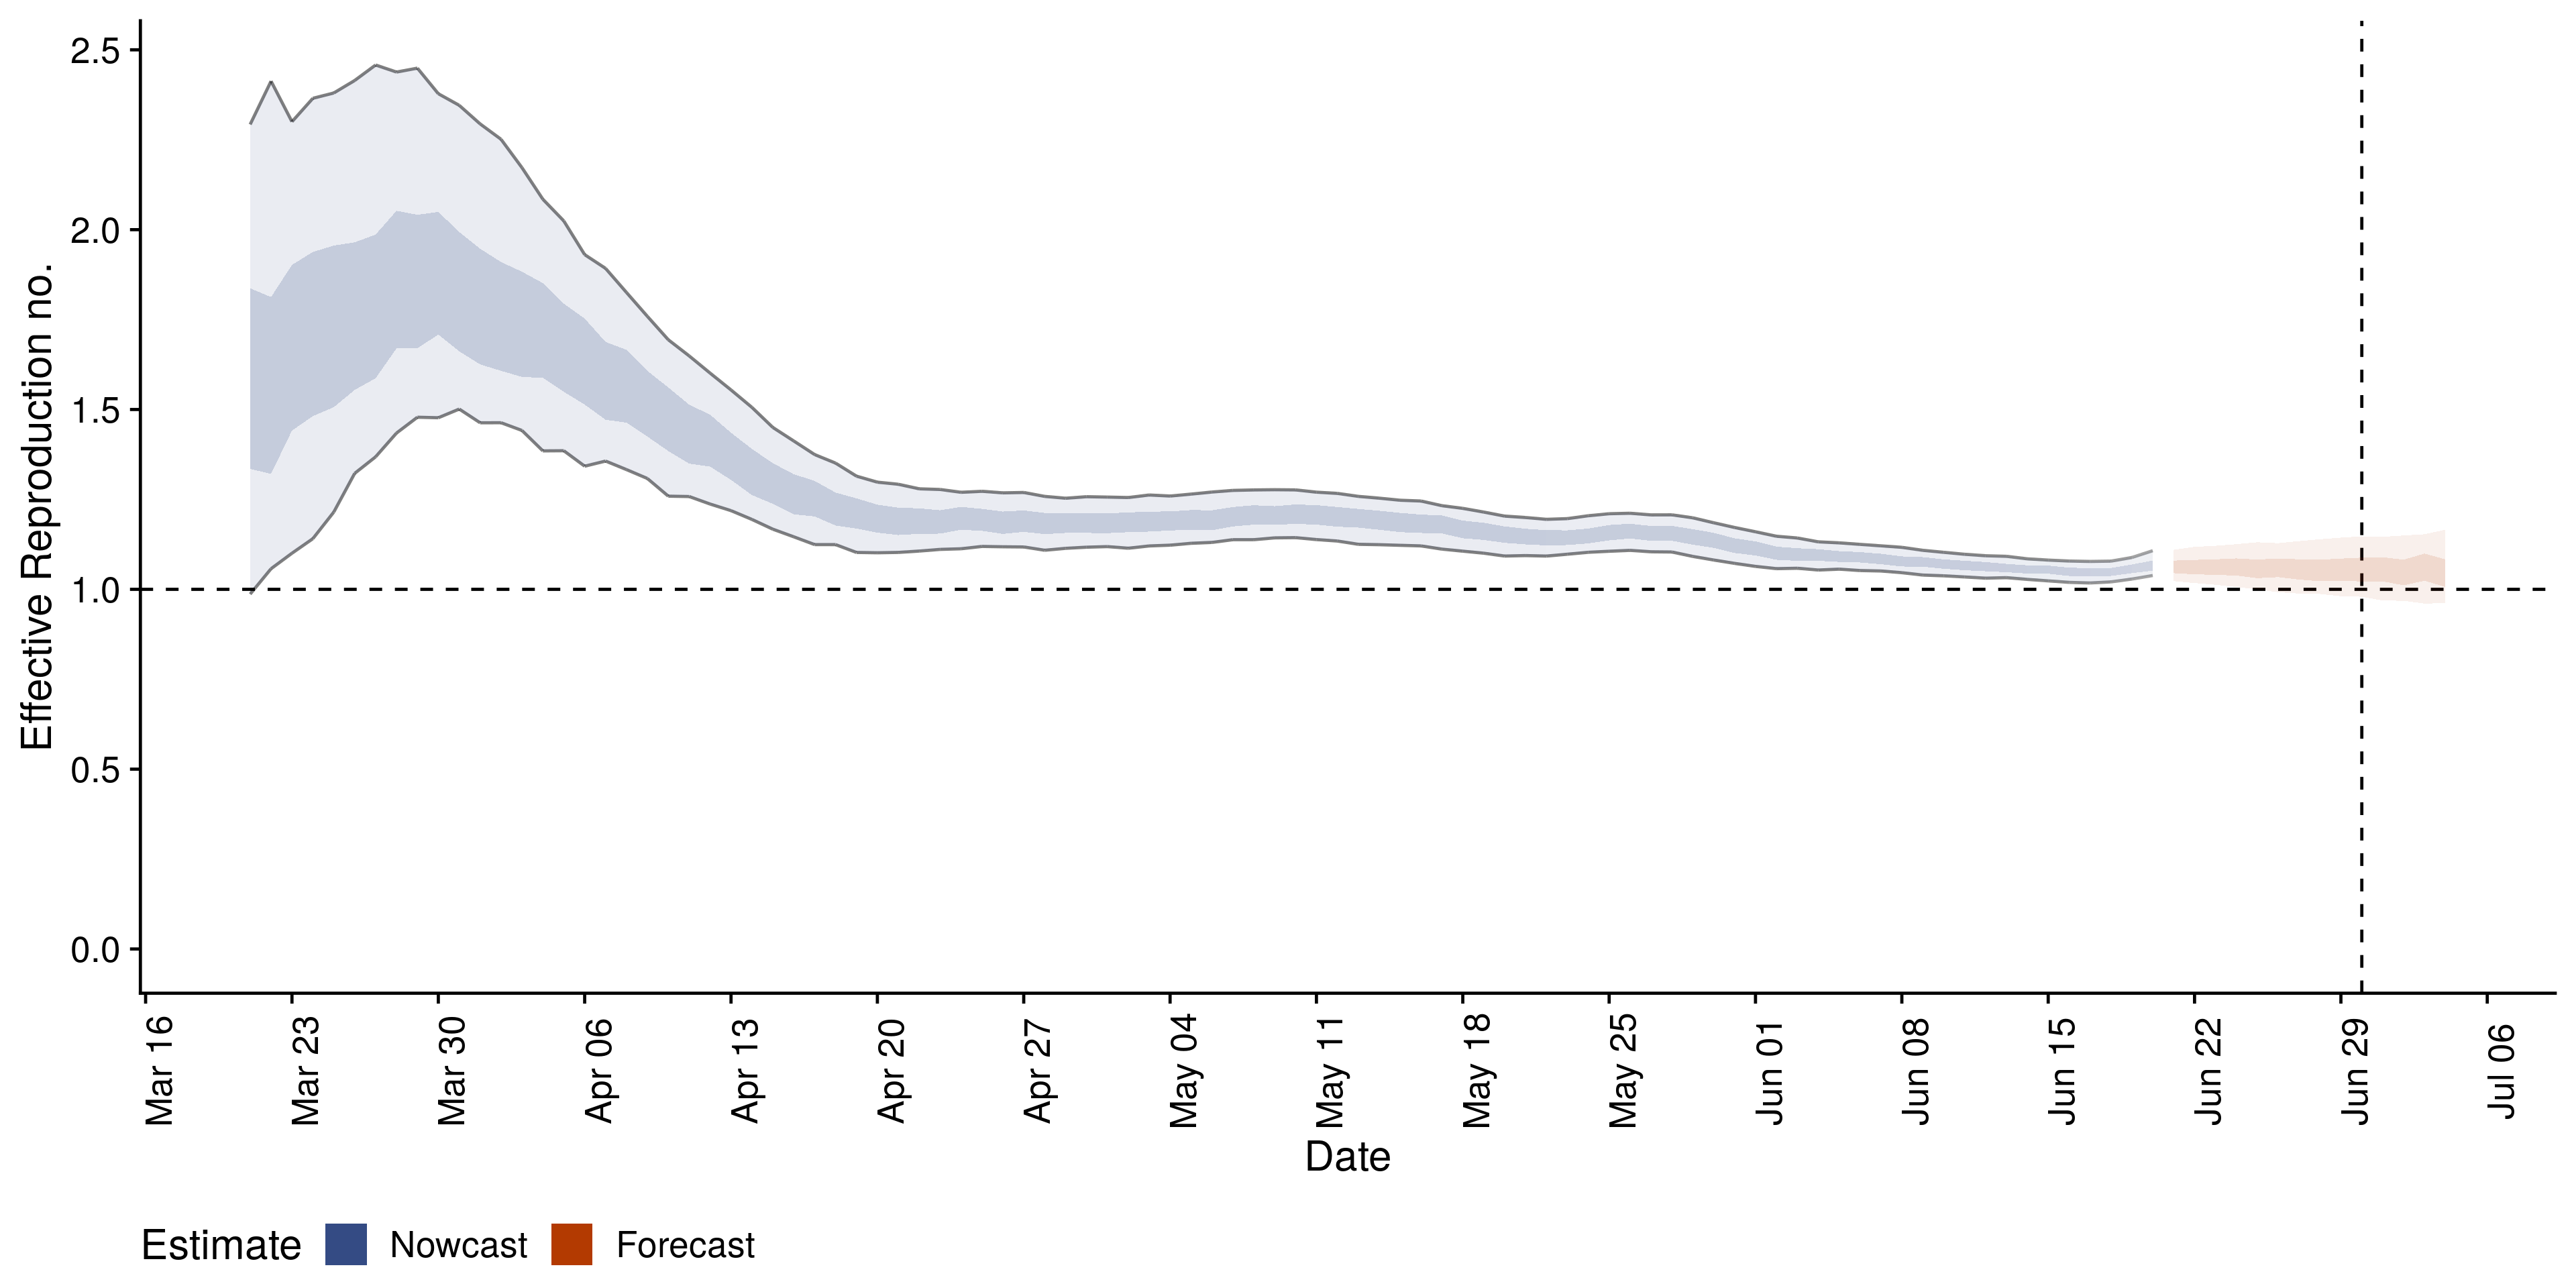 Effective Reproduction no.
2.5
2.0
1.5
1.0
0.5
0.0
Mar 16
Mar 23
Mar 30
Apr 06
Apr 13
Apr 20
Apr 27
May 04
May 11
May 18
May 25
Jun 01
Jun 08
Jun 15
Jun 22
Jun 29
Jul 06
Date
Estimate Nowcast Forecast